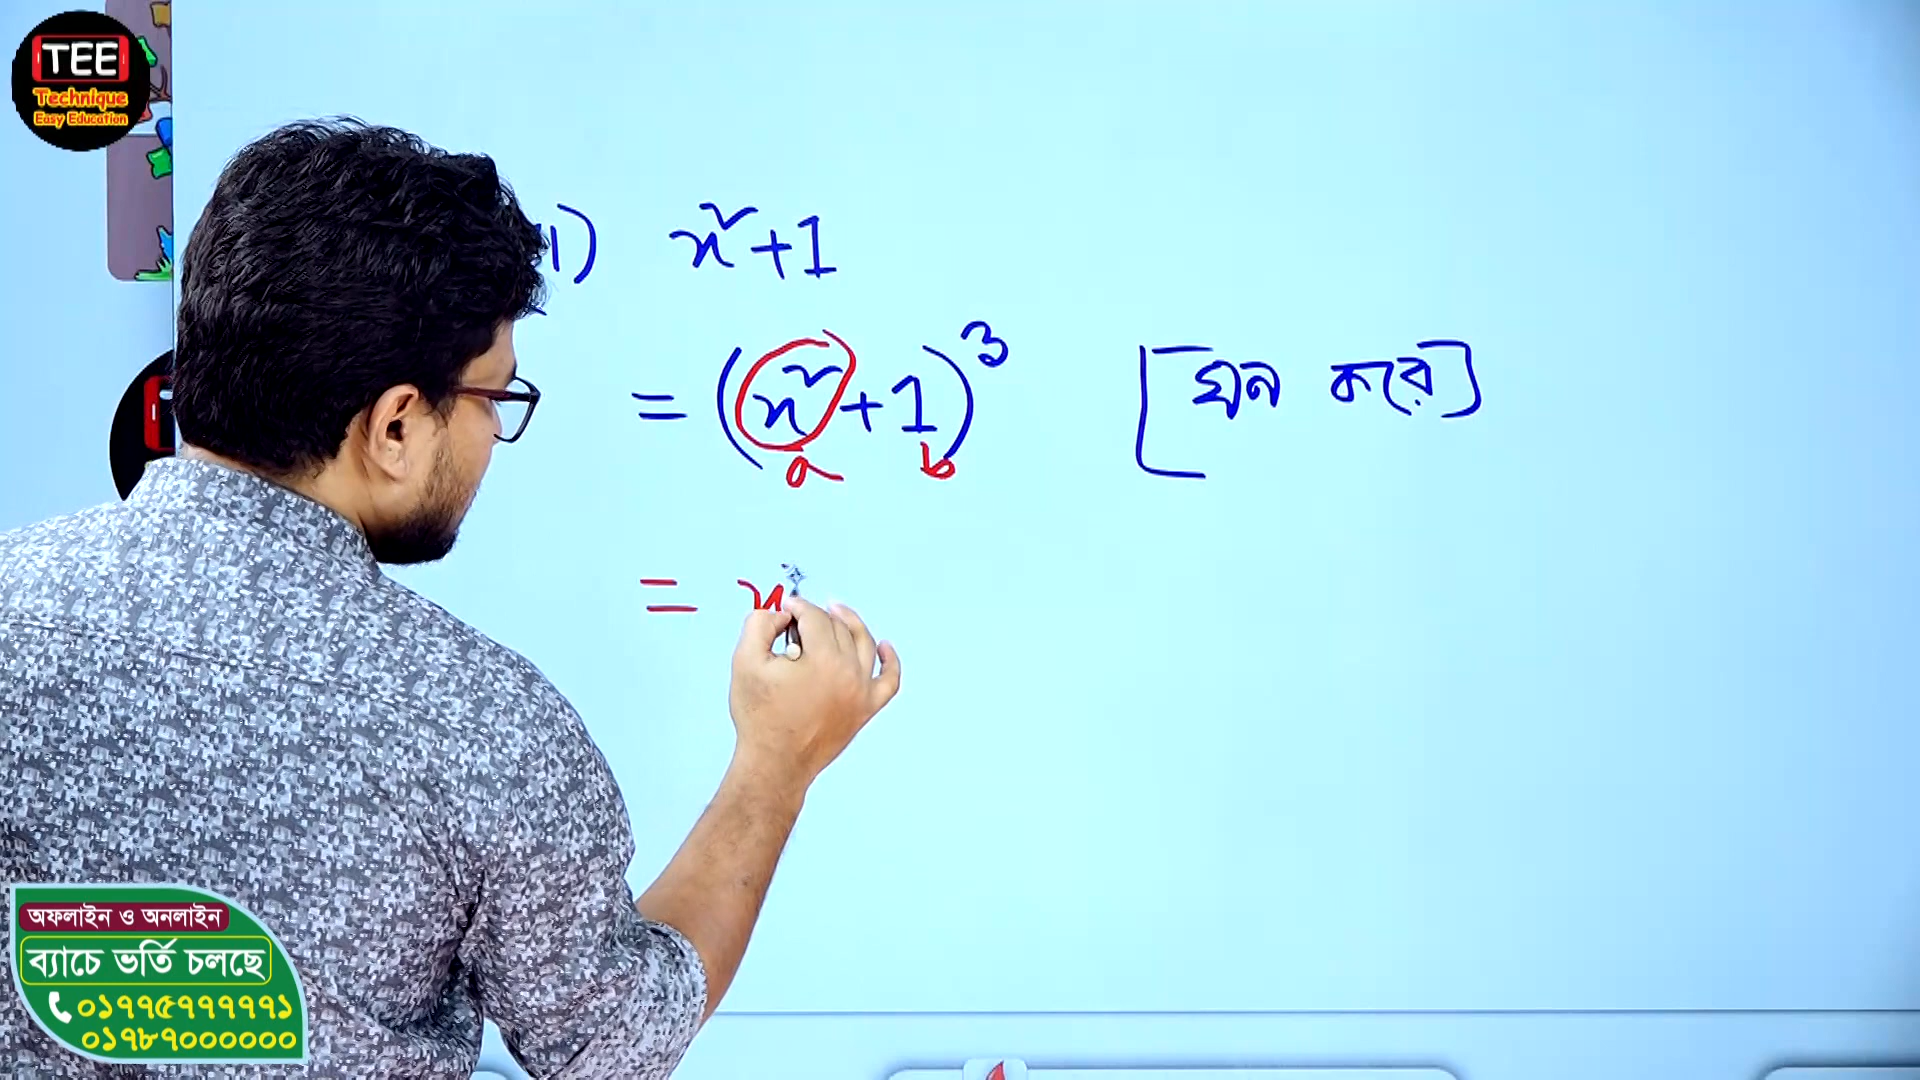 TEE
Technique
Easy Education
1) x²+1
= (x²+1)³ [ঘন করে]
a b
= x
অফলাইন ও অনলাইন
ব্যাচে ভর্তি চলছে
০১৭৭৫৭৭৭৭৭১
০১৭৮৭০০০০০০